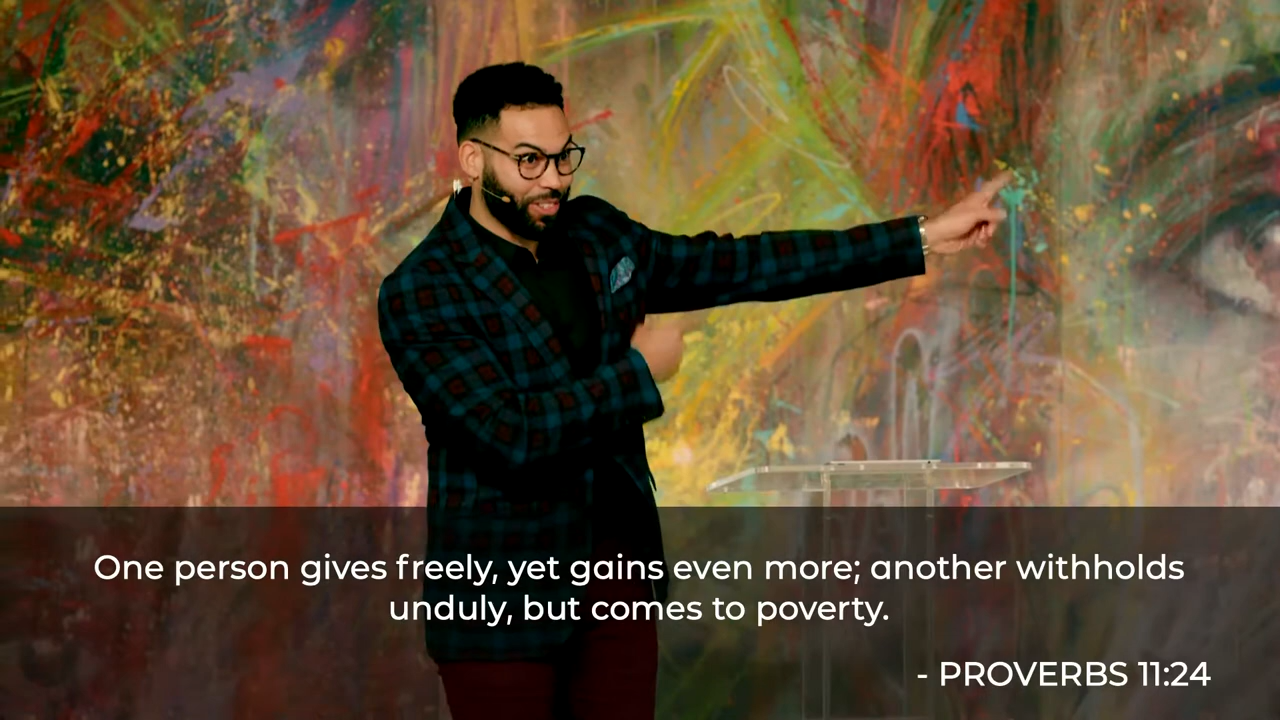 One person gives freely, yet gains even more; another withholds
unduly, but comes to poverty.
- PROVERBS 11:24